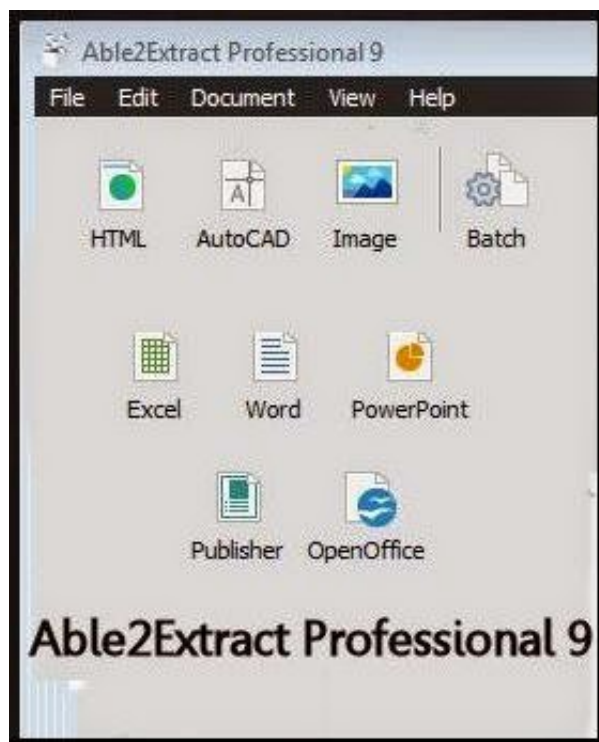 Able2Extract Professional 9
File Edit Document View Help
A
HTML AutoCAD Image Batch
Excel Word PowerPoint
Publisher OpenOffice
Able2Extract Professional 9